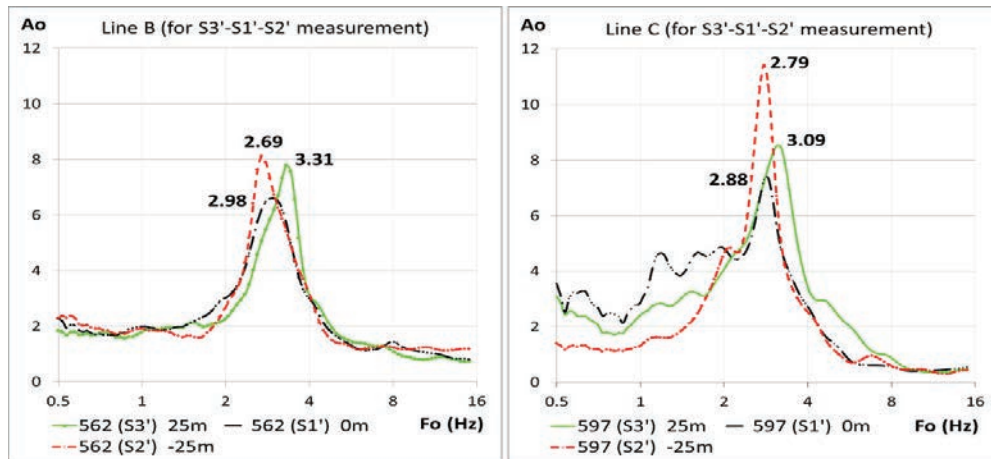 Ao Line B (for S3'-S1'-S2' measurement)
12
10
8
6
4
2
0
2.69
3.31
2.98
0.5 1 2 4 8 16
562 (S3') 25m 562 (S1') 0m Fo (Hz)
562 (S2') -25m
Ao Line C (for S3'-S1'-S2' measurement)
12
10
8
6
4
2
0
2.79
3.09
2.88
0.5 1 2 4 8 16
597 (S3') 25m 597 (S1') 0m Fo (Hz)
597 (S2') -25m